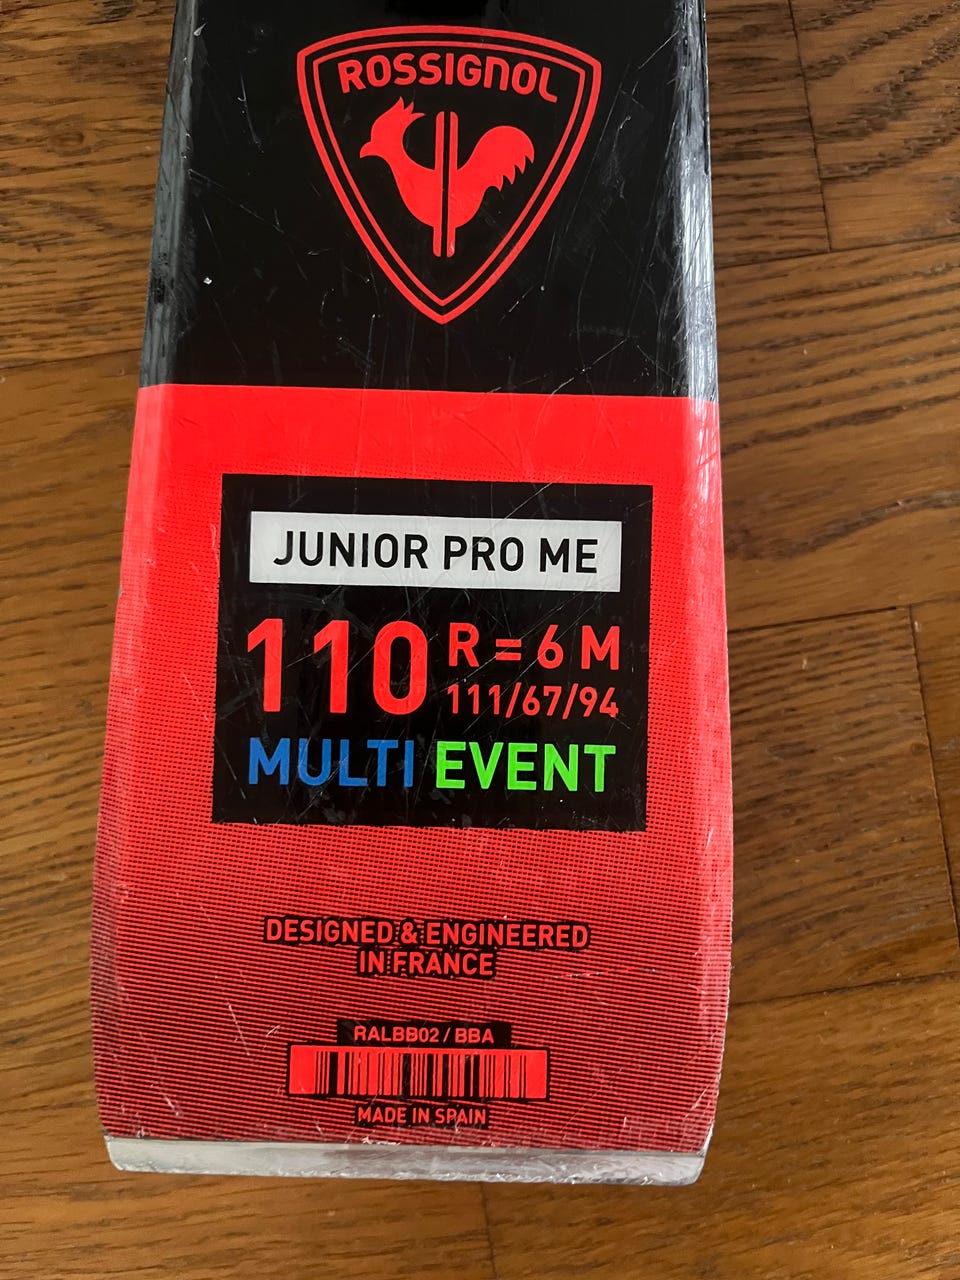 ROSSIGNOL
JUNIOR PRO ME
110 R = 6 M
111/67/94
MULTI EVENT
DESIGNED & ENGINEERED
IN FRANCE
RALBB02 / BBA
MADE IN SPAIN